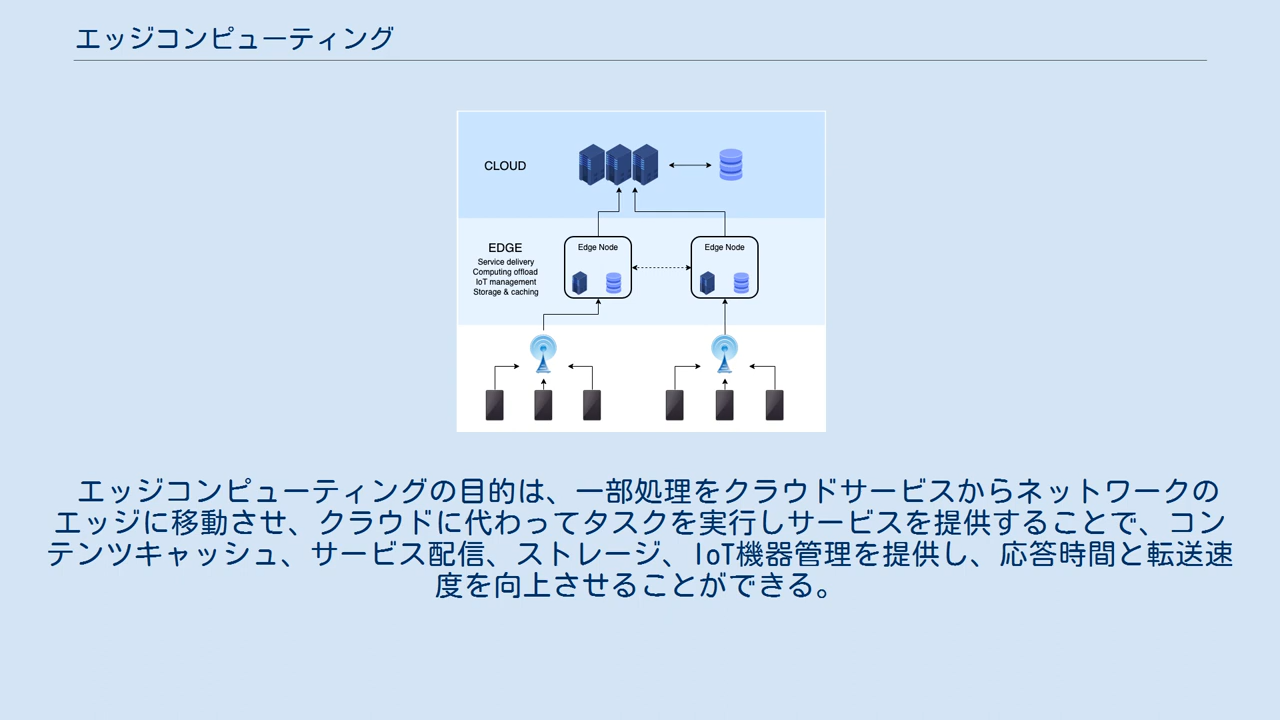 エッジコンピューティング
CLOUD
EDGE
Service delivery
Computing offload
IoT management
Storage & caching
Edge Node
Edge Node
エッジコンピューティングの目的は、一部処理をクラウドサービスからネットワークの
エッジに移動させ、クラウドに代わってタスクを実行しサービスを提供することで、コン
テンツキャッシュ、サービス配信、ストレージ、IoT機器管理を提供し、応答時間と転送速
度を向上させることができる。